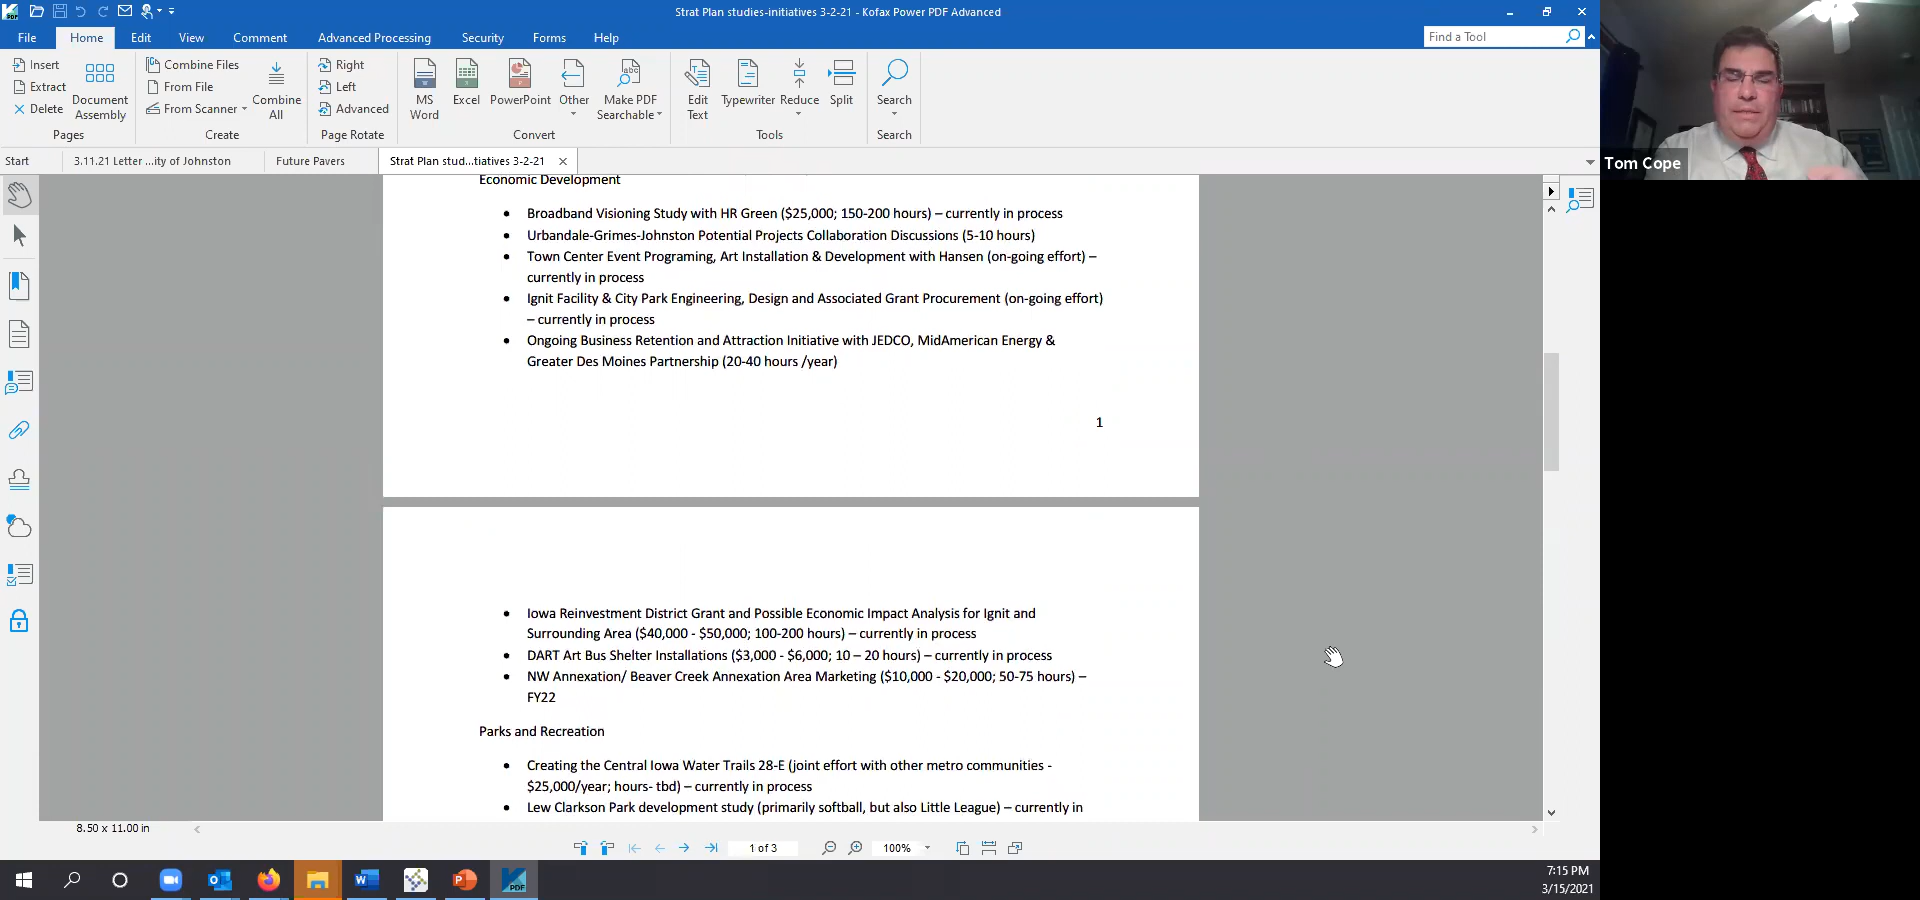 Strat Plan studies-initiatives 3-2-21 - Kofax Power PDF Advanced
File Home Edit View Comment Advanced Processing Security Forms Help Find a Tool
Insert
Extract
Delete
Document
Assembly
Pages
Combine Files
From File
From Scanner
Combine
All
Create
Right
Left
Advanced
Page Rotate
MS
Word
Excel
PowerPoint
Other
Make PDF
Searchable
Convert
Edit
Text
Typewriter
Reduce
Split
Tools
Search
Search
Start 3.11.21 Letter ...ity of Johnston Future Pavers Strat Plan stud...tiatives 3-2-21
Tom Cope
Economic Development
• Broadband Visioning Study with HR Green ($25,000; 150-200 hours) – currently in process
• Urbandale-Grimes-Johnston Potential Projects Collaboration Discussions (5-10 hours)
• Town Center Event Programing, Art Installation & Development with Hansen (on-going effort) –
currently in process
• Ignit Facility & City Park Engineering, Design and Associated Grant Procurement (on-going effort)
– currently in process
• Ongoing Business Retention and Attraction Initiative with JEDCO, MidAmerican Energy &
Greater Des Moines Partnership (20-40 hours /year)
1
• Iowa Reinvestment District Grant and Possible Economic Impact Analysis for Ignit and
Surrounding Area ($40,000 - $50,000; 100-200 hours) – currently in process
• DART Art Bus Shelter Installations ($3,000 - $6,000; 10 – 20 hours) – currently in process
• NW Annexation/ Beaver Creek Annexation Area Marketing ($10,000 - $20,000; 50-75 hours) –
FY22
Parks and Recreation
• Creating the Central Iowa Water Trails 28-E (joint effort with other metro communities -
$25,000/year; hours- tbd) – currently in process
• Lew Clarkson Park development study (primarily softball, but also Little League) – currently in
8.50 x 11.00 in
1 of 3
100%
7:15 PM
3/15/2021